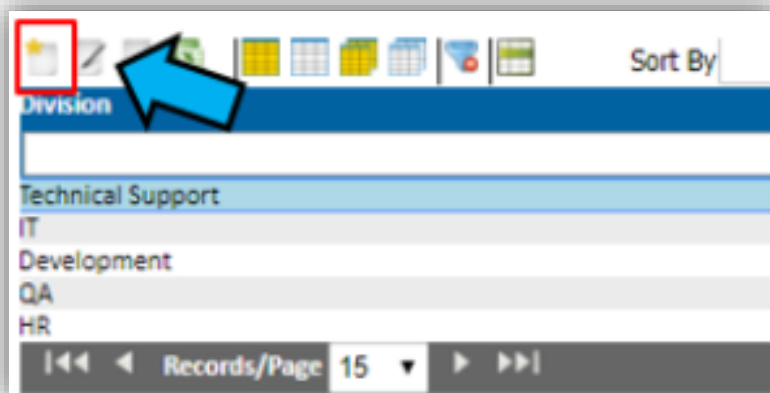 Sort By
Division
Technical Support
IT
Development
QA
HR
Records/Page 15